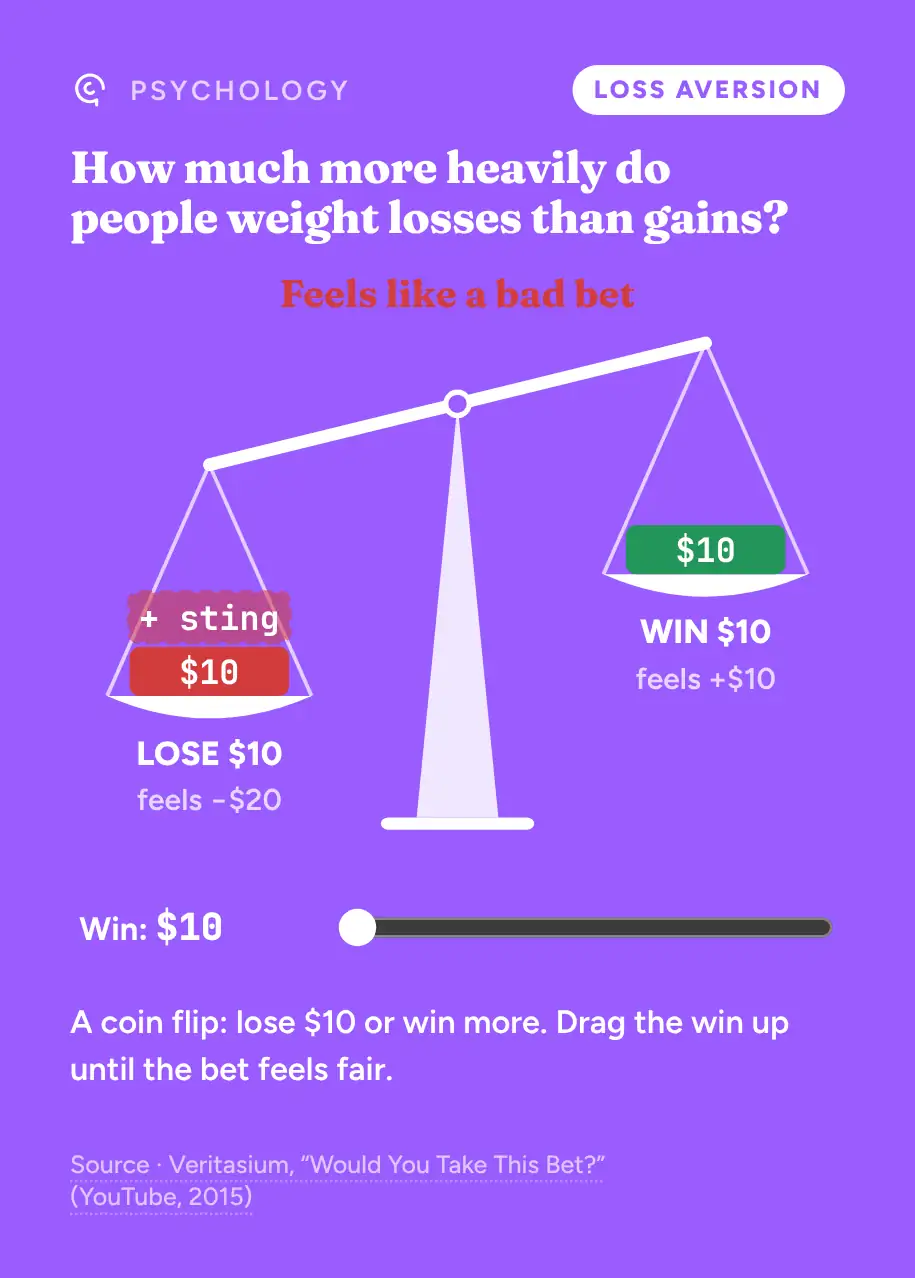 PSYCHOLOGY
LOSS AVERSION
How much more heavily do
people weight losses than gains?
Feels like a bad bet
$10
WIN $10
feels +$10
+ sting
$10
LOSE $10
feels −$20
Win: $10
A coin flip: lose $10 or win more. Drag the win up
until the bet feels fair.
Source · Veritasium, “Would You Take This Bet?”
(YouTube, 2015)